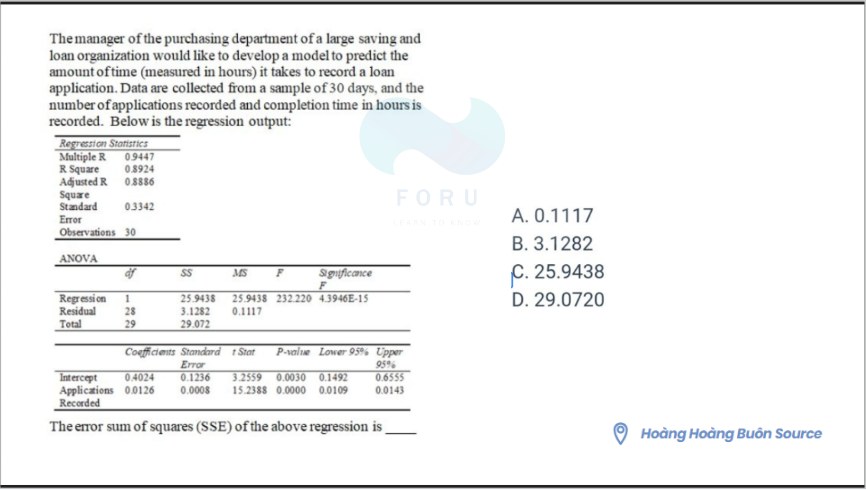 The manager of the purchasing department of a large saving and
loan organization would like to develop a model to predict the
amount of time (measured in hours) it takes to record a loan
application. Data are collected from a sample of 30 days, and the
number of applications recorded and completion time in hours is
recorded. Below is the regression output:
Regression Statistics
Multiple R 0.9447
R Square 0.8924
Adjusted R 0.8886
Square
Standard 0.3342
Error
Observations 30
ANOVA
df SS MS F Significance
F
Regression 1 25.9438 25.9438 232.220 4.3946E-15
Residual 28 3.1282 0.1117
Total 29 29.072
Coefficients Standard t Stat P-value Lower 95% Upper
Error 95%
Intercept 0.4024 0.1236 3.2559 0.0030 0.1492 0.6555
Applications 0.0126 0.0008 15.2388 0.0000 0.0109 0.0143
Recorded
The error sum of squares (SSE) of the above regression is ____
FORU
A. 0.1117
B. 3.1282
C. 25.9438
D. 29.0720
Hoàng Hoàng Buôn Source